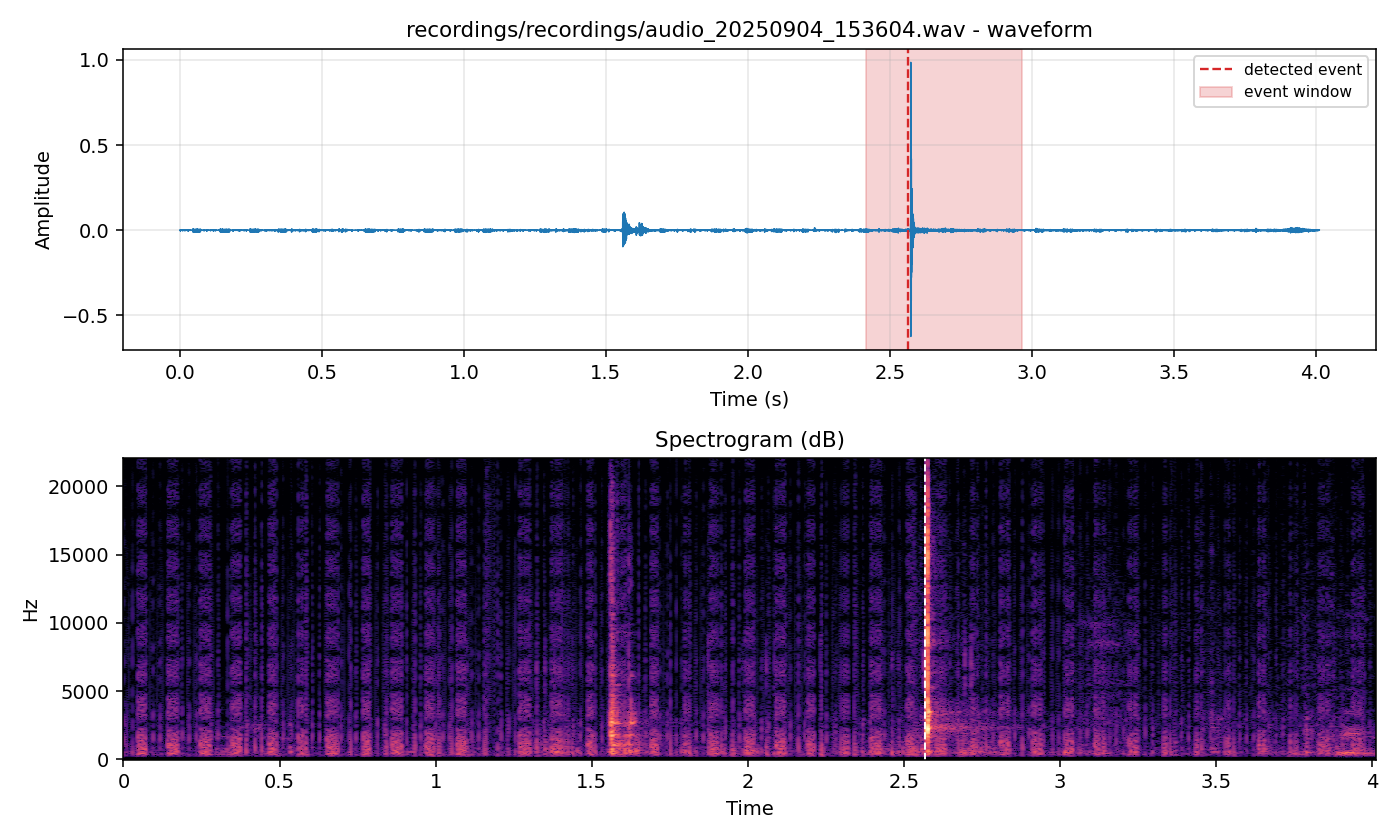 recordings/recordings/audio_20250904_153604.wav - waveform
1.0
0.5
0.0
−0.5
Amplitude
detected event
event window
0.0 0.5 1.0 1.5 2.0 2.5 3.0 3.5 4.0
Time (s)
Spectrogram (dB)
20000
15000
10000
5000
0
Hz
0 0.5 1 1.5 2 2.5 3 3.5 4
Time